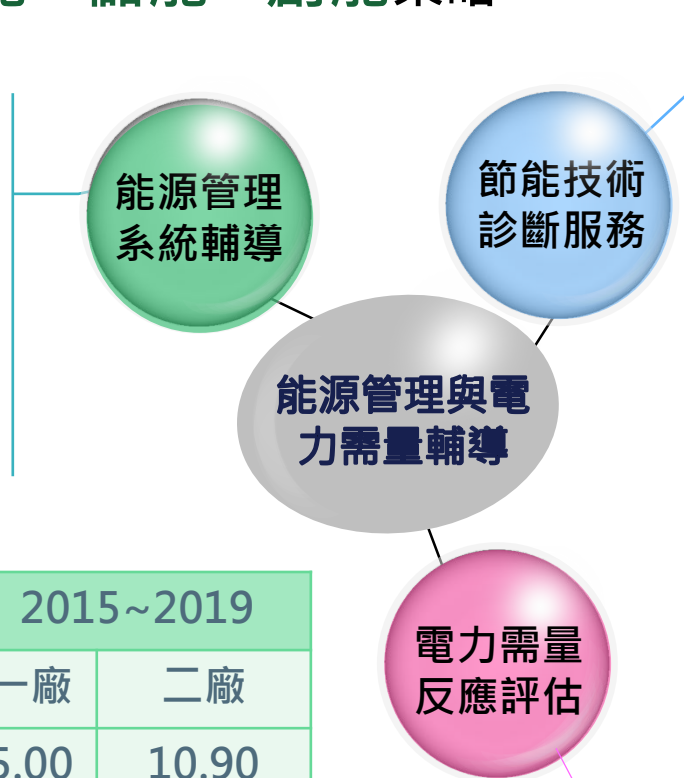 能源管理
系統輔導
節能技術
診斷服務
能源管理與電
力需量輔導
2015~2019
一廠
二廠
5.00
10.90
電力需量
反應評估